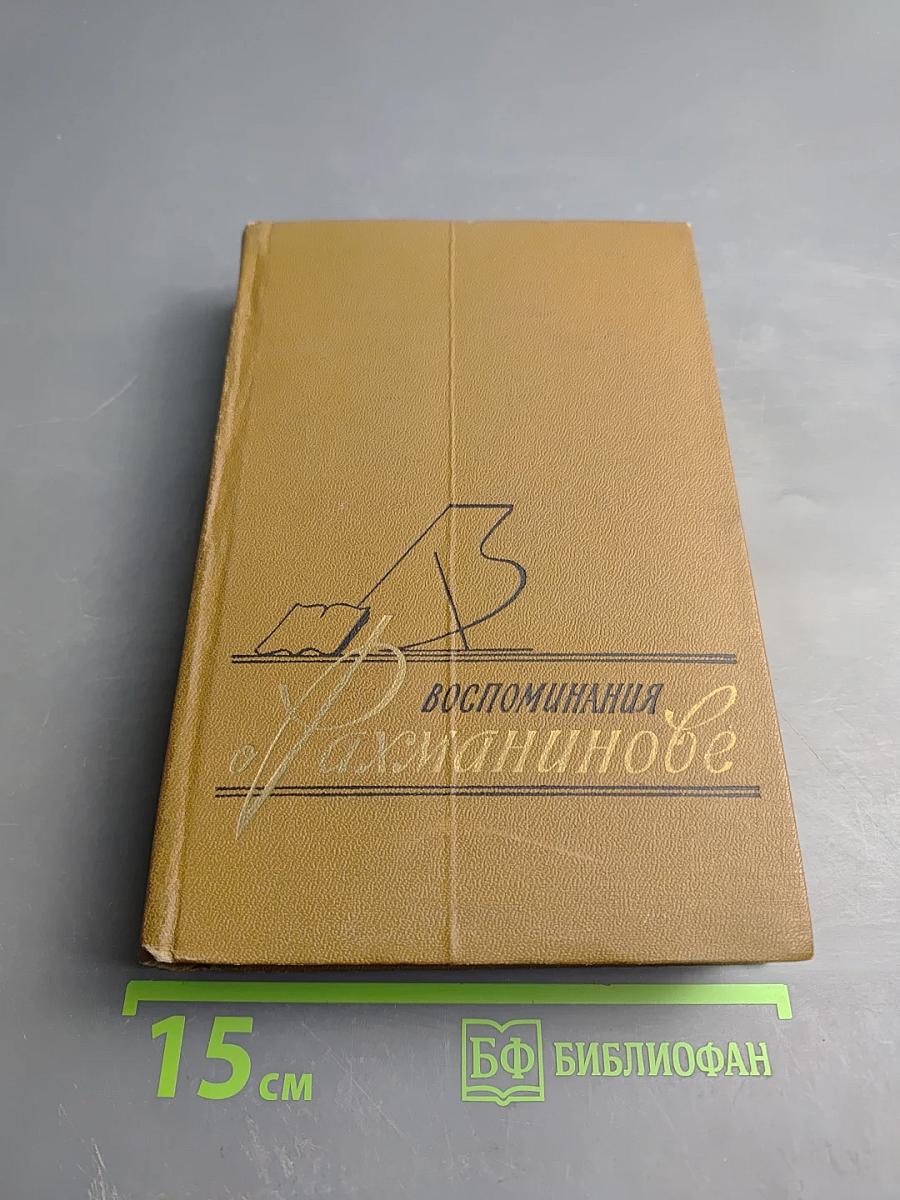 ВОСПОМИНАНИЯ
о Рахманинове
15 см
БФ БИБЛИОФАН